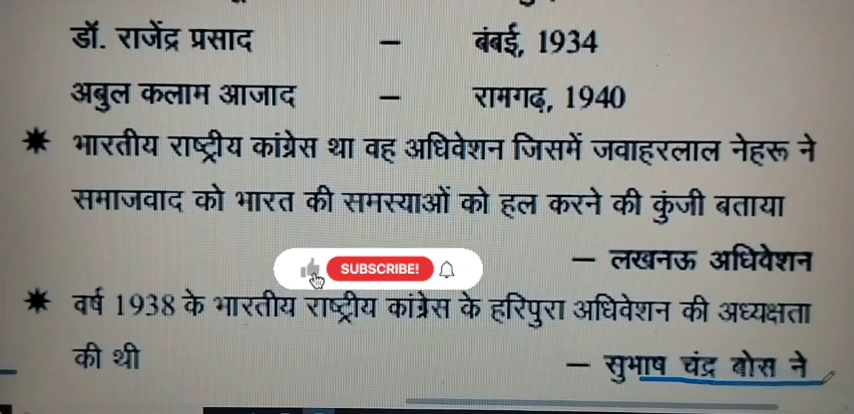 डॉ. राजेंद्र प्रसाद – बंबई, 1934
अबुल कलाम आजाद – रामगढ़, 1940
✷ भारतीय राष्ट्रीय कांग्रेस था वह अधिवेशन जिसमें जवाहरलाल नेहरू ने
समाजवाद को भारत की समस्याओं को हल करने की कुंजी बताया
– लखनऊ अधिवेशन
SUBSCRIBE!
✷ वर्ष 1938 के भारतीय राष्ट्रीय कांग्रेस के हरिपुरा अधिवेशन की अध्यक्षता
की थी – सुभाष चंद्र बोस ने